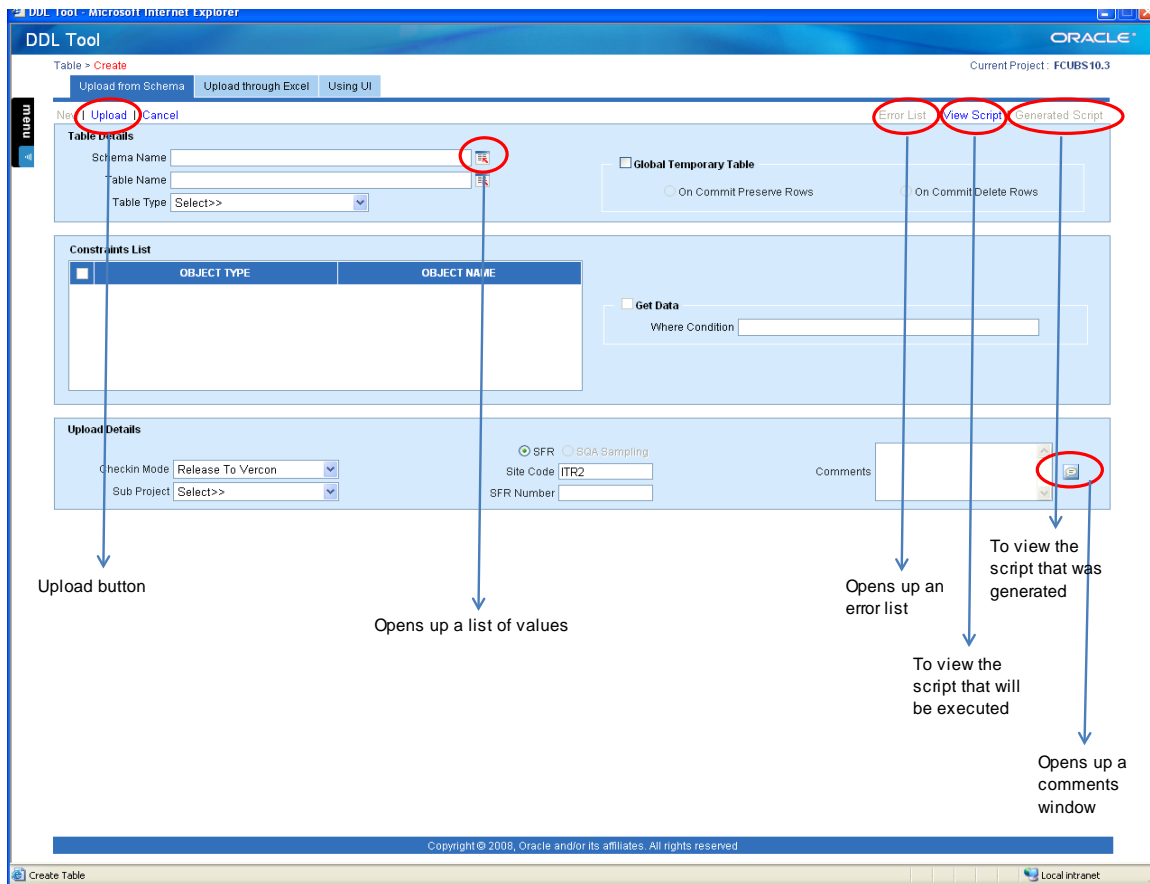 DDL Tool - Microsoft Internet Explorer
DDL Tool
ORACLE
Table > Create
Current Project : FCUBS10.3
Upload from Schema
Upload through Excel
Using UI
menu
New | Upload | Cancel
Error List
View Script
Generated Script
Table Details
Schema Name
Table Name
Table Type
Select>>
Global Temporary Table
On Commit Preserve Rows
On Commit Delete Rows
Constraints List
OBJECT TYPE
OBJECT NAME
Get Data
Where Condition
Upload Details
Checkin Mode
Release To Vercon
Sub Project
Select>>
SFR
SQA Sampling
Site Code
ITR2
SFR Number
Comments
Upload button
Opens up a list of values
Opens up an
error list
To view the
script that was
generated
To view the
script that will
be executed
Opens up a
comments
window
Copyright © 2008, Oracle and/or its affiliates. All rights reserved
Create Table
Local intranet